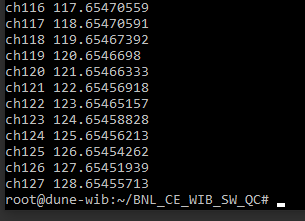 ch116 117.65470559
ch117 118.65470591
ch118 119.65467392
ch119 120.6546698
ch120 121.65466333
ch121 122.65456918
ch122 123.65465157
ch123 124.65458828
ch124 125.65456213
ch125 126.65454262
ch126 127.65451939
ch127 128.65455713
root@dune-wib:~/BNL_CE_WIB_SW_QC#